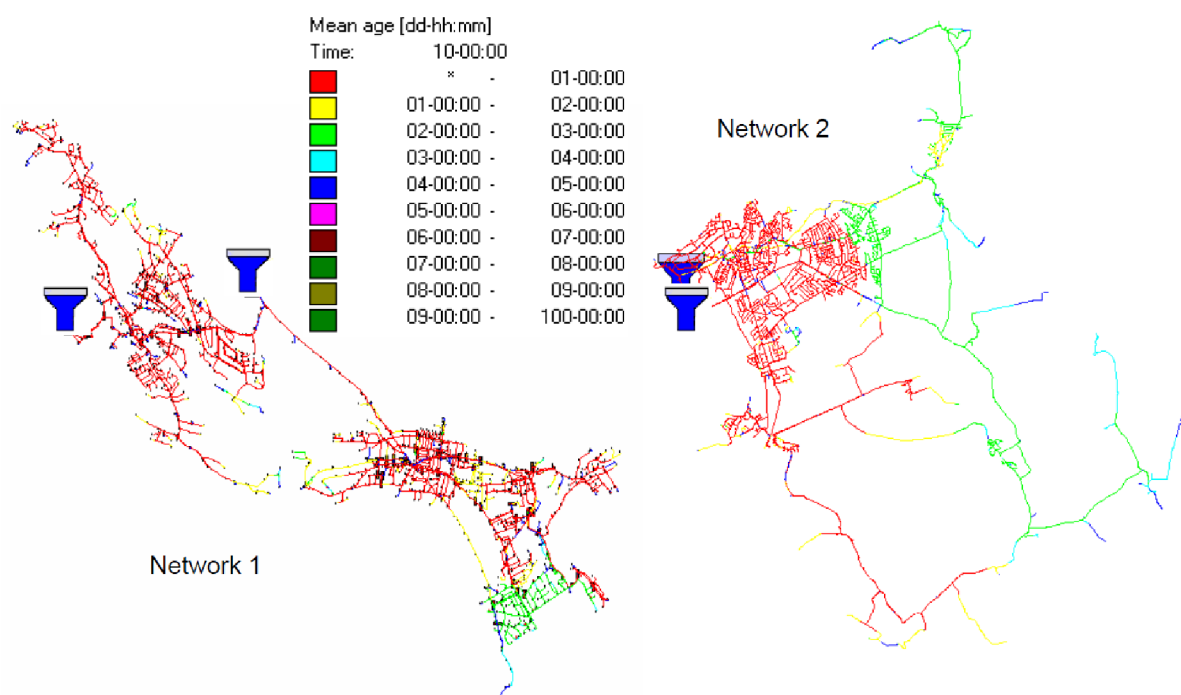 Mean age [dd-hh:mm]
Time: 10-00:00
* - 01-00:00
01-00:00 - 02-00:00
02-00:00 - 03-00:00
03-00:00 - 04-00:00
04-00:00 - 05-00:00
05-00:00 - 06-00:00
06-00:00 - 07-00:00
07-00:00 - 08-00:00
08-00:00 - 09-00:00
09-00:00 - 100-00:00
Network 2
Network 1